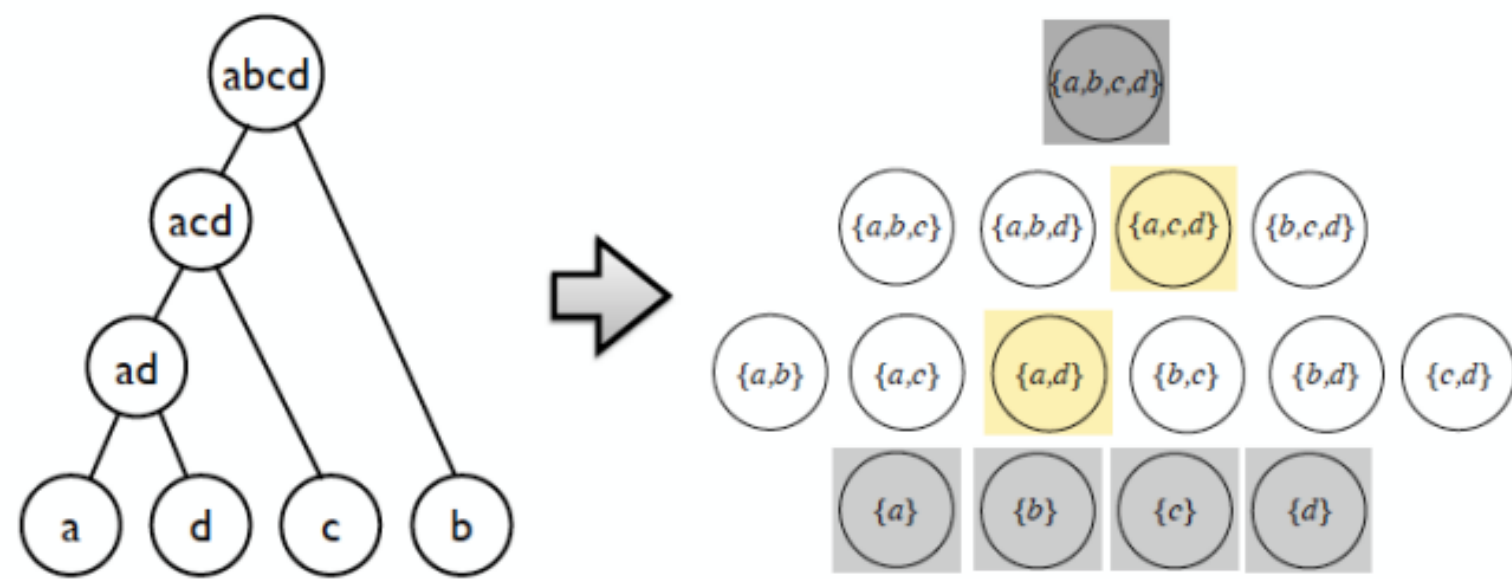 abcd
acd
ad
a d c b
{a,b,c,d}
{a,b,c} {a,b,d} {a,c,d} {b,c,d}
{a,b} {a,c} {a,d} {b,c} {b,d} {c,d}
{a} {b} {c} {d}